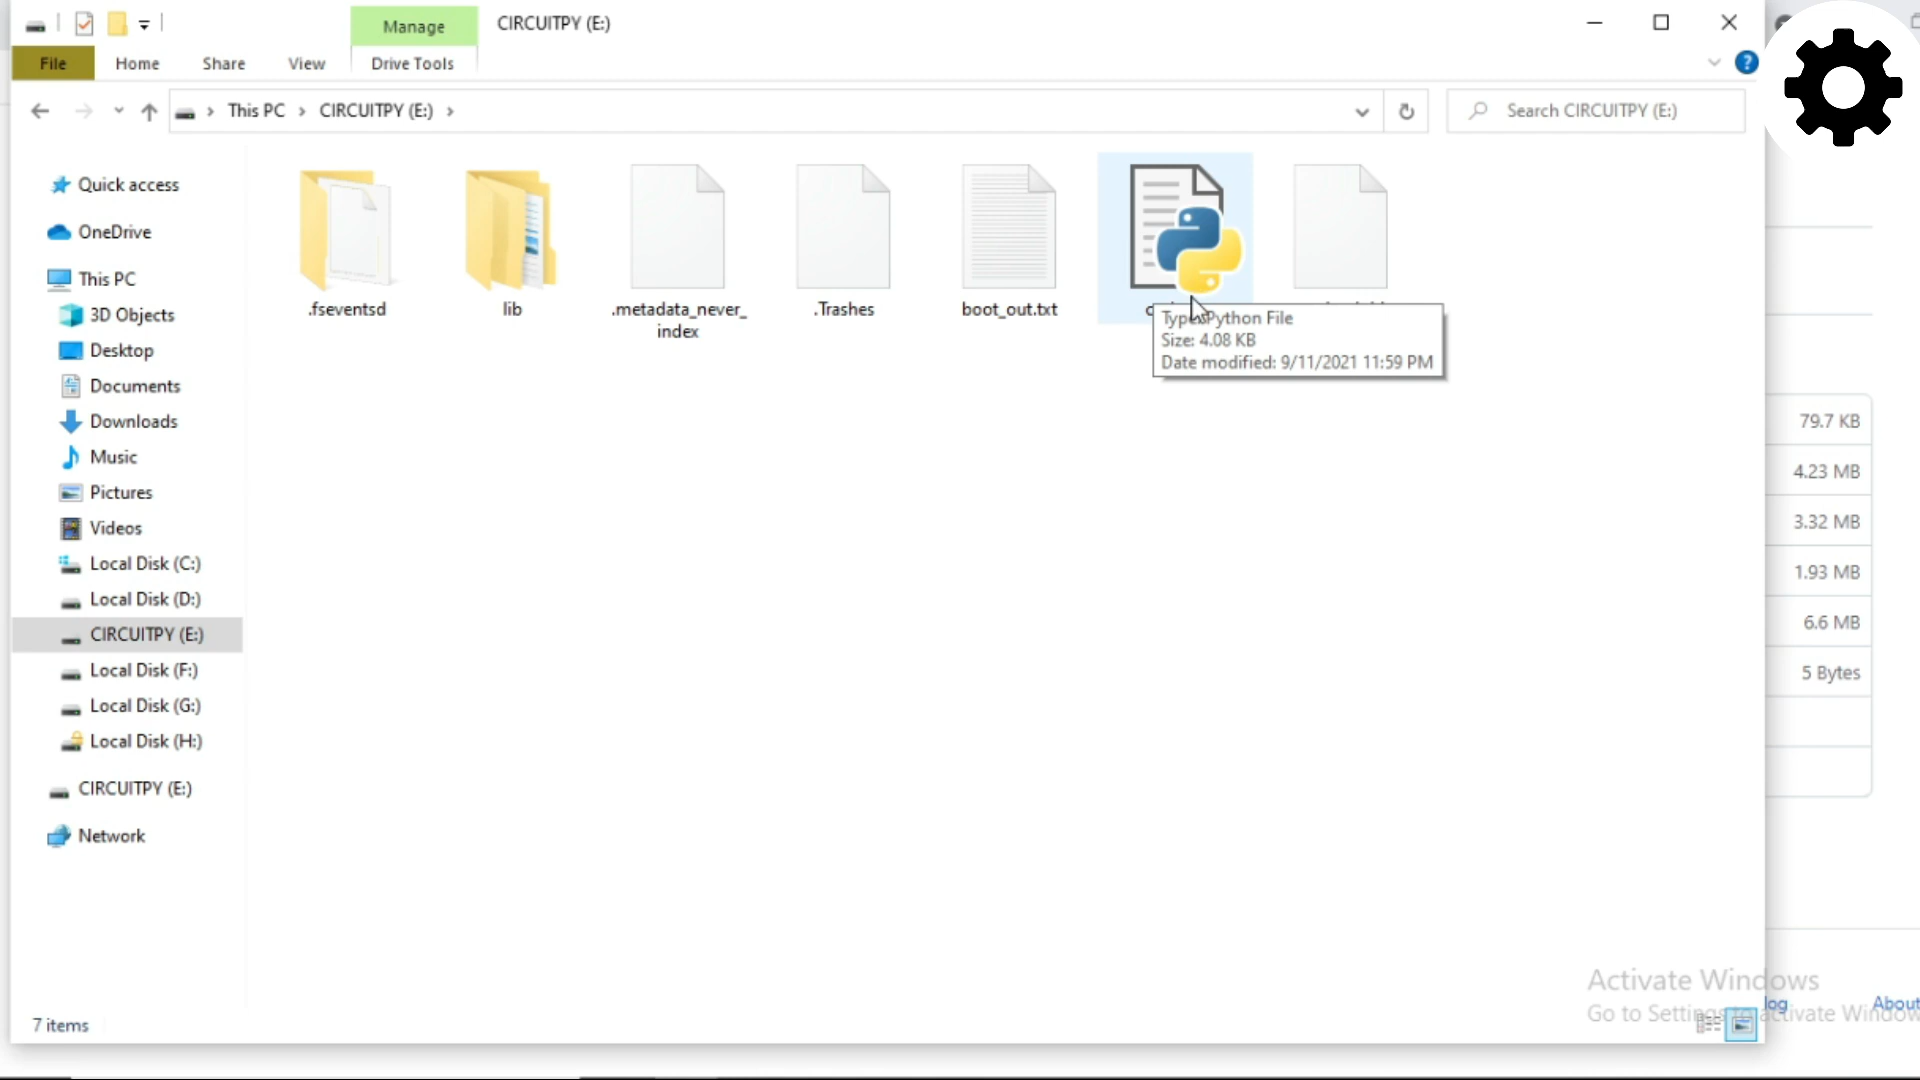 Manage
CIRCUITPY (E:)
File
Home
Share
View
Drive Tools
?
This PC
CIRCUITPY (E:)
Search CIRCUITPY (E:)
Quick access
OneDrive
This PC
3D Objects
Desktop
Documents
Downloads
Music
Pictures
Videos
Local Disk (C:)
Local Disk (D:)
CIRCUITPY (E:)
Local Disk (F:)
Local Disk (G:)
Local Disk (H:)
CIRCUITPY (E:)
Network
.fseventsd
lib
.metadata_never_
index
.Trashes
boot_out.txt
Type: Python File
Size: 4.08 KB
Date modified: 9/11/2021 11:59 PM
79.7 KB
4.23 MB
3.32 MB
1.93 MB
6.6 MB
5 Bytes
Activate Windows
Go to Settings to activate Window
About
7 items